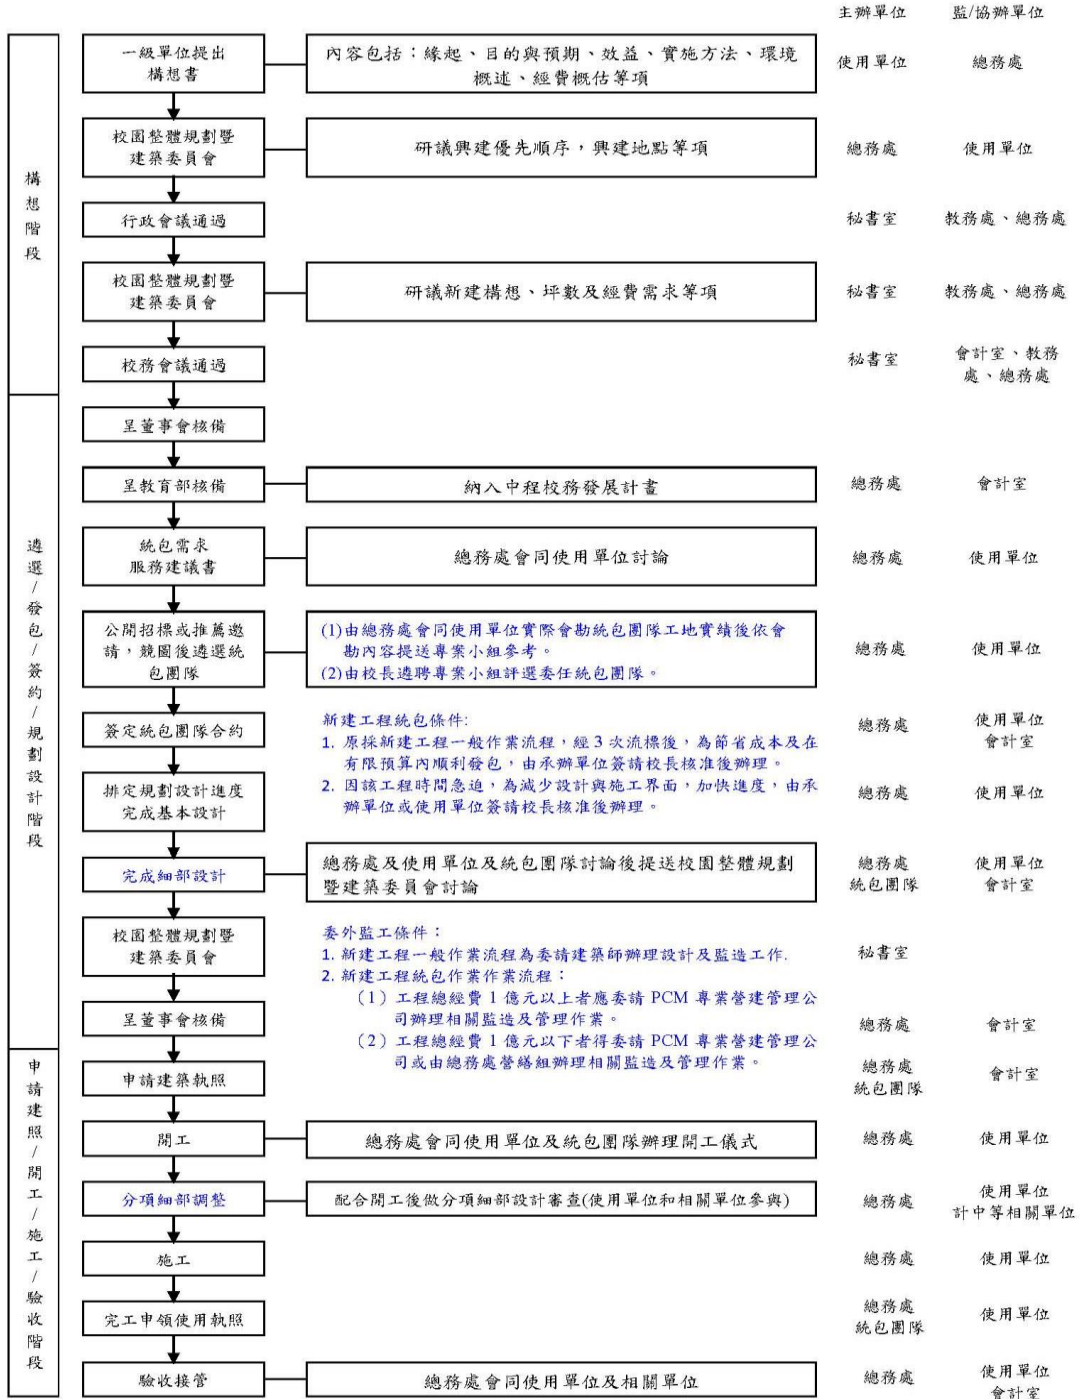 主辦單位 監/協辦單位
一級單位提出
構想書
內容包括：緣起、目的與預期、效益、實施方法、環境
概述、經費概估等項
使用單位 總務處
校園整體規劃暨
建築委員會
研議興建優先順序，興建地點等項
總務處 使用單位
構想階段
行政會議通過
秘書室 教務處、總務處
校園整體規劃暨
建築委員會
研議新建構想、坪數及經費需求等項
秘書室 教務處、總務處
校務會議通過
秘書室
會計室、教務
處、總務處
呈董事會核備
呈教育部核備
納入中程校務發展計畫
總務處 會計室
遴選/發包/簽約/規劃設計階段
統包需求
服務建議書
總務處會同使用單位討論
總務處 使用單位
公開招標或推薦邀
請，競圖後遴選統
包團隊
(1)由總務處會同使用單位實際會勘統包團隊工地實績後依會
勘內容提送專案小組參考。
(2)由校長遴聘專案小組評選委任統包團隊。
總務處 使用單位
簽定統包團隊合約
新建工程統包條件:
1. 原採新建工程一般作業流程，經 3 次流標後，為節省成本及在
有限預算內順利發包，由承辦單位簽請校長核准後辦理。
2. 因該工程時間急迫，為減少設計與施工界面，加快進度，由承
辦單位或使用單位簽請校長核准後辦理。
總務處
使用單位
會計室
排定規劃設計進度
完成基本設計
總務處 使用單位
完成細部設計
總務處及使用單位及統包團隊討論後提送校園整體規劃
暨建築委員會討論
總務處
統包團隊
使用單位
會計室
校園整體規劃暨
建築委員會
委外監工條件：
1. 新建工程一般作業流程為委請建築師辦理設計及監造工作.
2. 新建工程統包作業作業流程：
（1）工程總經費 1 億元以上者應委請 PCM 專業營建管理公
司辦理相關監造及管理作業。
（2）工程總經費 1 億元以下者得委請 PCM 專業營建管理公
司或由總務處營繕組辦理相關監造及管理作業。
秘書室
呈董事會核備
總務處 會計室
申請建照/開工/施工/驗收階段
申請建築執照
總務處
統包團隊
會計室
開工
總務處會同使用單位及統包團隊辦理開工儀式
總務處 使用單位
分項細部調整
配合開工後做分項細部設計審查(使用單位和相關單位參與)
總務處
使用單位
計中等相關單位
施工
總務處 使用單位
完工申領使用執照
總務處
統包團隊
使用單位
驗收接管
總務處會同使用單位及相關單位
總務處
使用單位
會計室